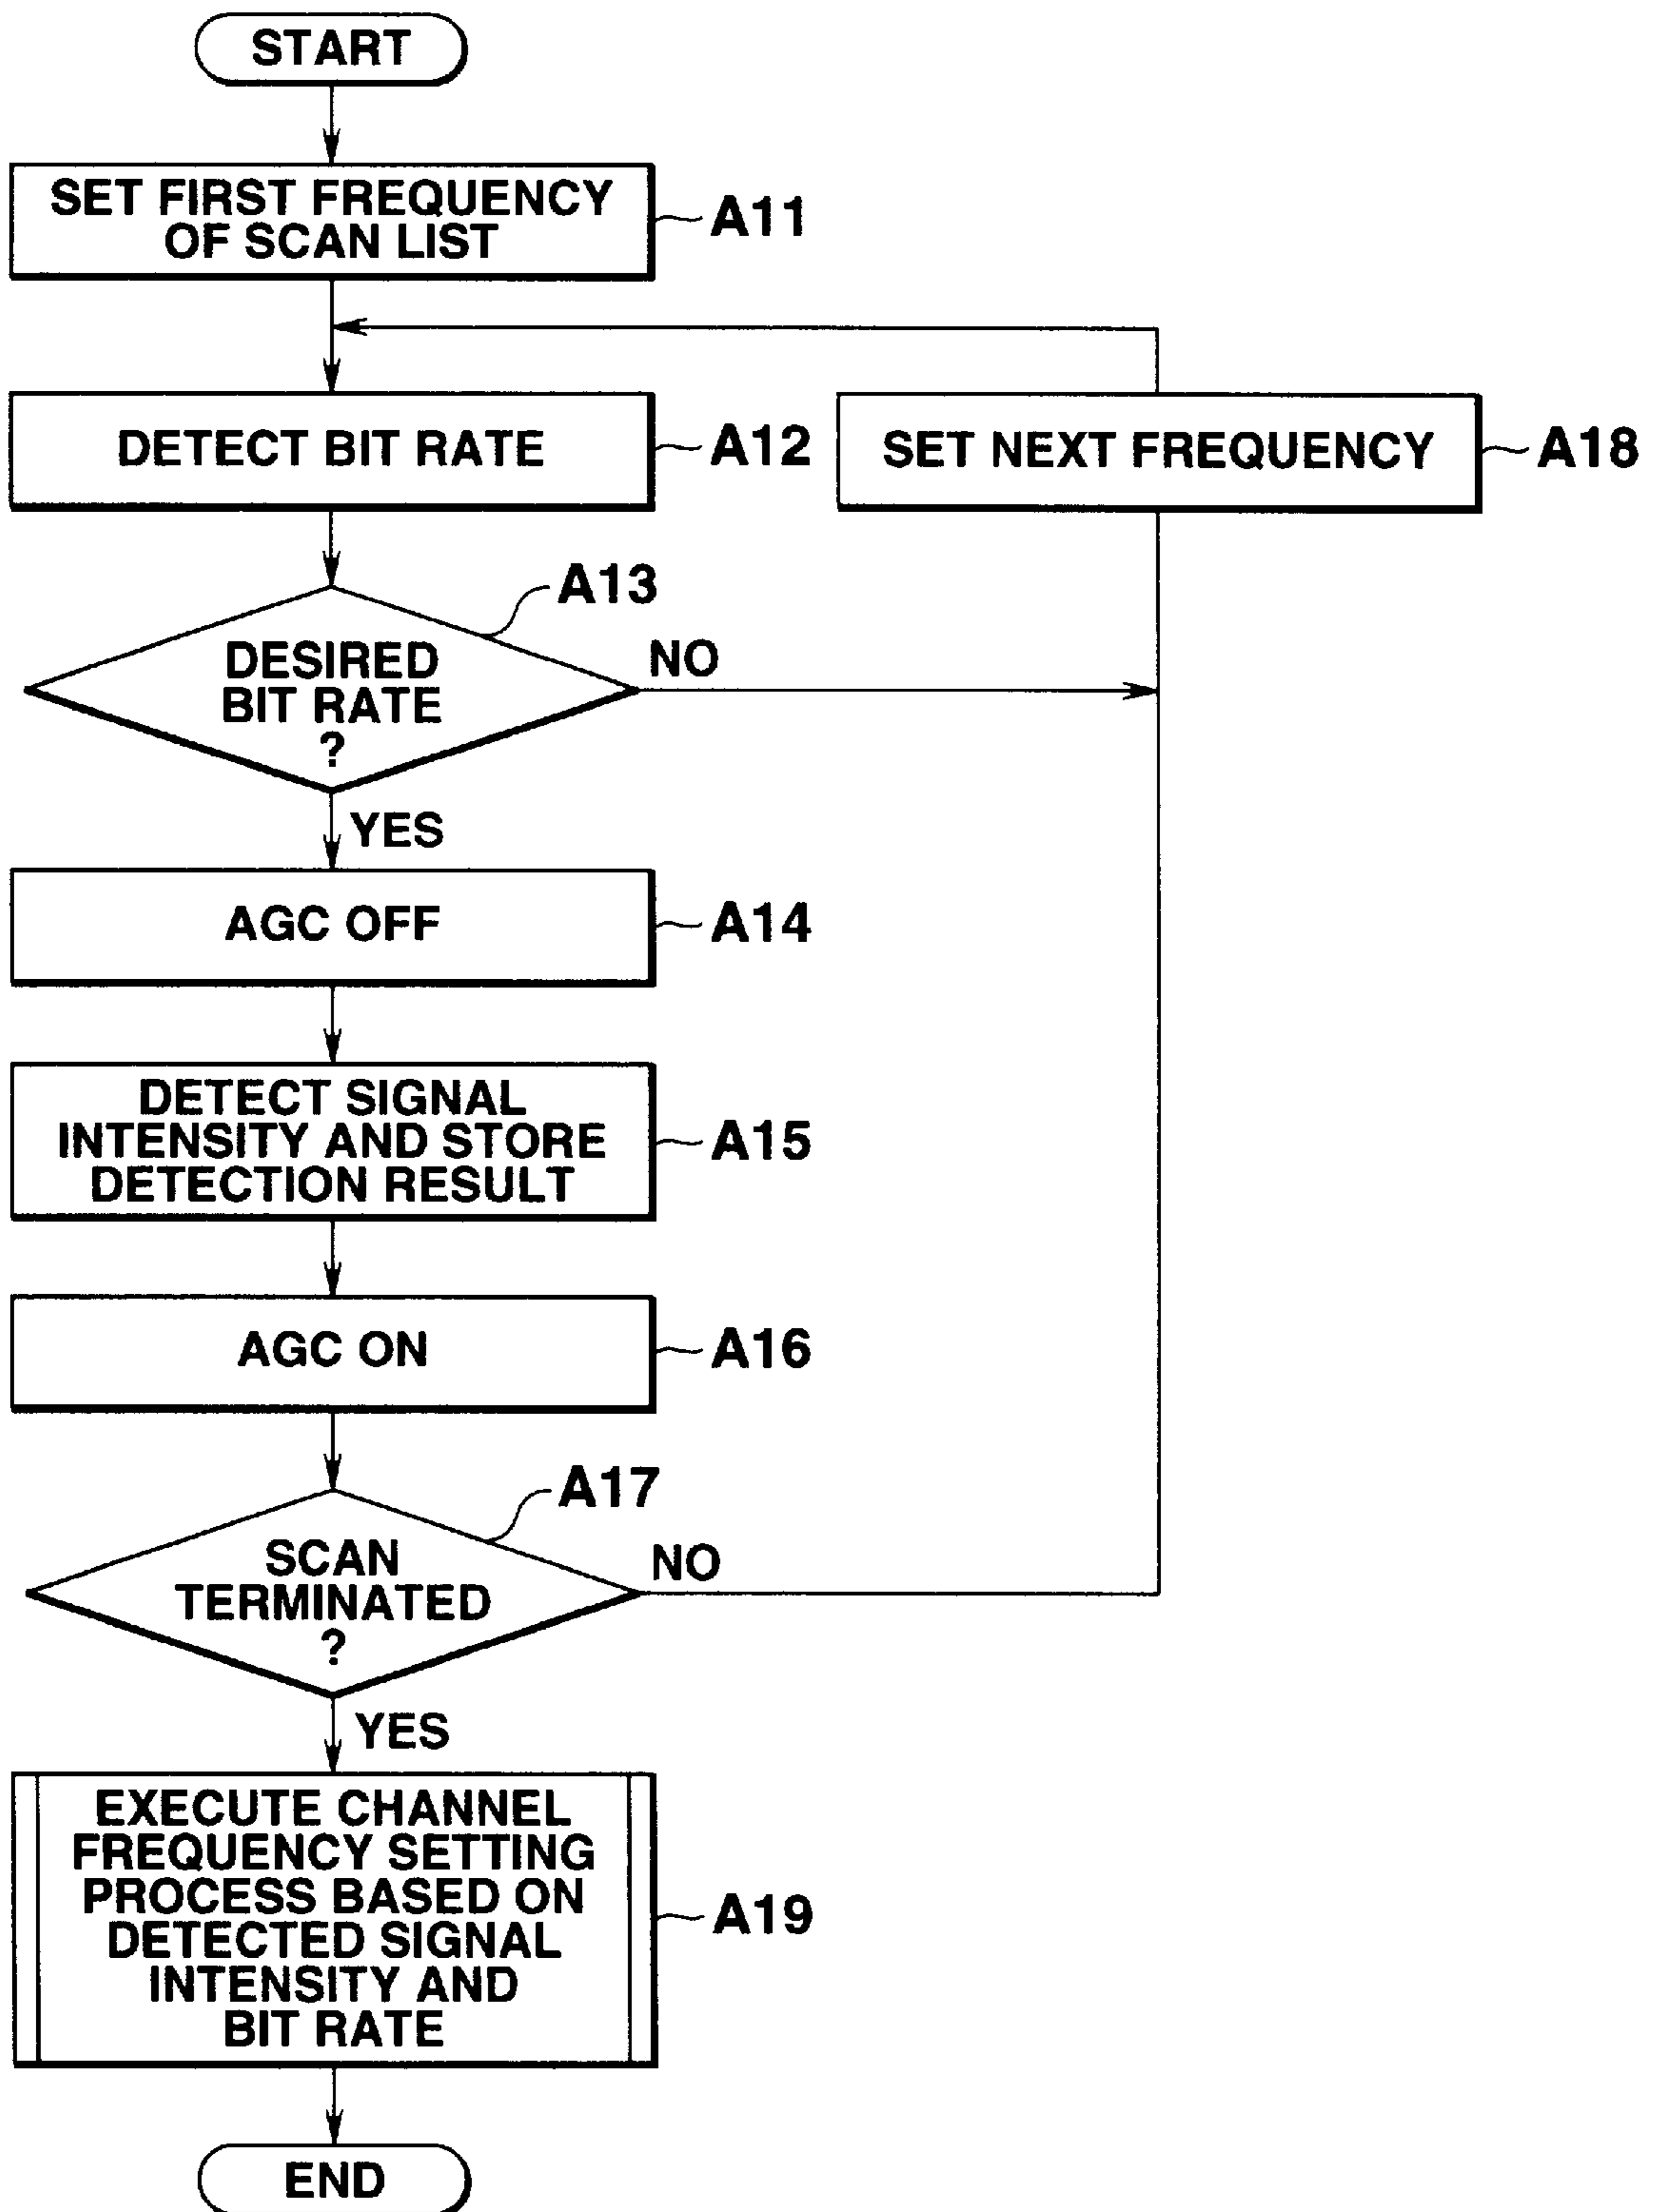 START
SET FIRST FREQUENCY
OF SCAN LIST
A11
DETECT BIT RATE
A12
SET NEXT FREQUENCY
A18
A13
DESIRED
BIT RATE
?
NO
YES
AGC OFF
A14
DETECT SIGNAL
INTENSITY AND STORE
DETECTION RESULT
A15
AGC ON
A16
A17
SCAN
TERMINATED
?
NO
YES
EXECUTE CHANNEL
FREQUENCY SETTING
PROCESS BASED ON
DETECTED SIGNAL
INTENSITY AND
BIT RATE
A19
END